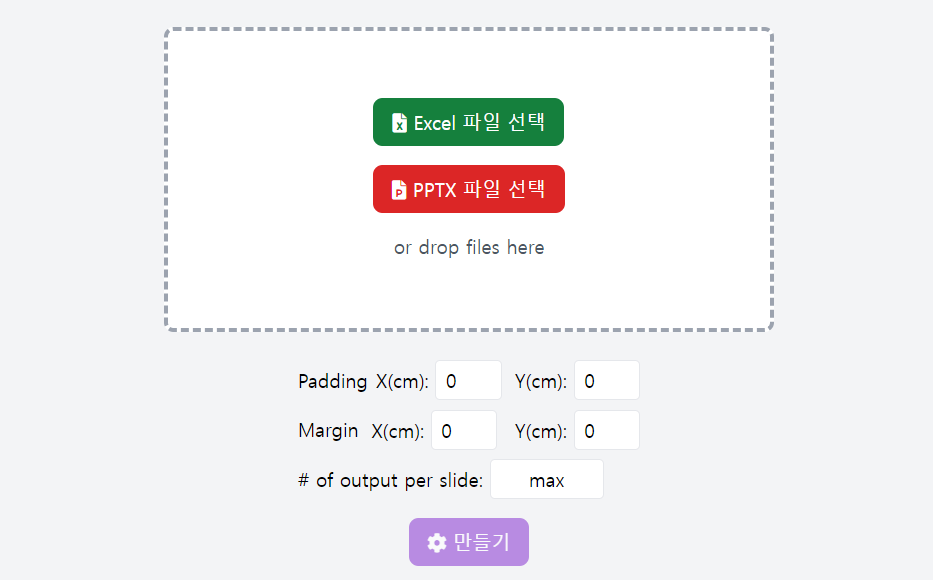 Excel 파일 선택
PPTX 파일 선택
or drop files here
Padding X(cm): 0 Y(cm): 0
Margin X(cm): 0 Y(cm): 0
# of output per slide: max
만들기